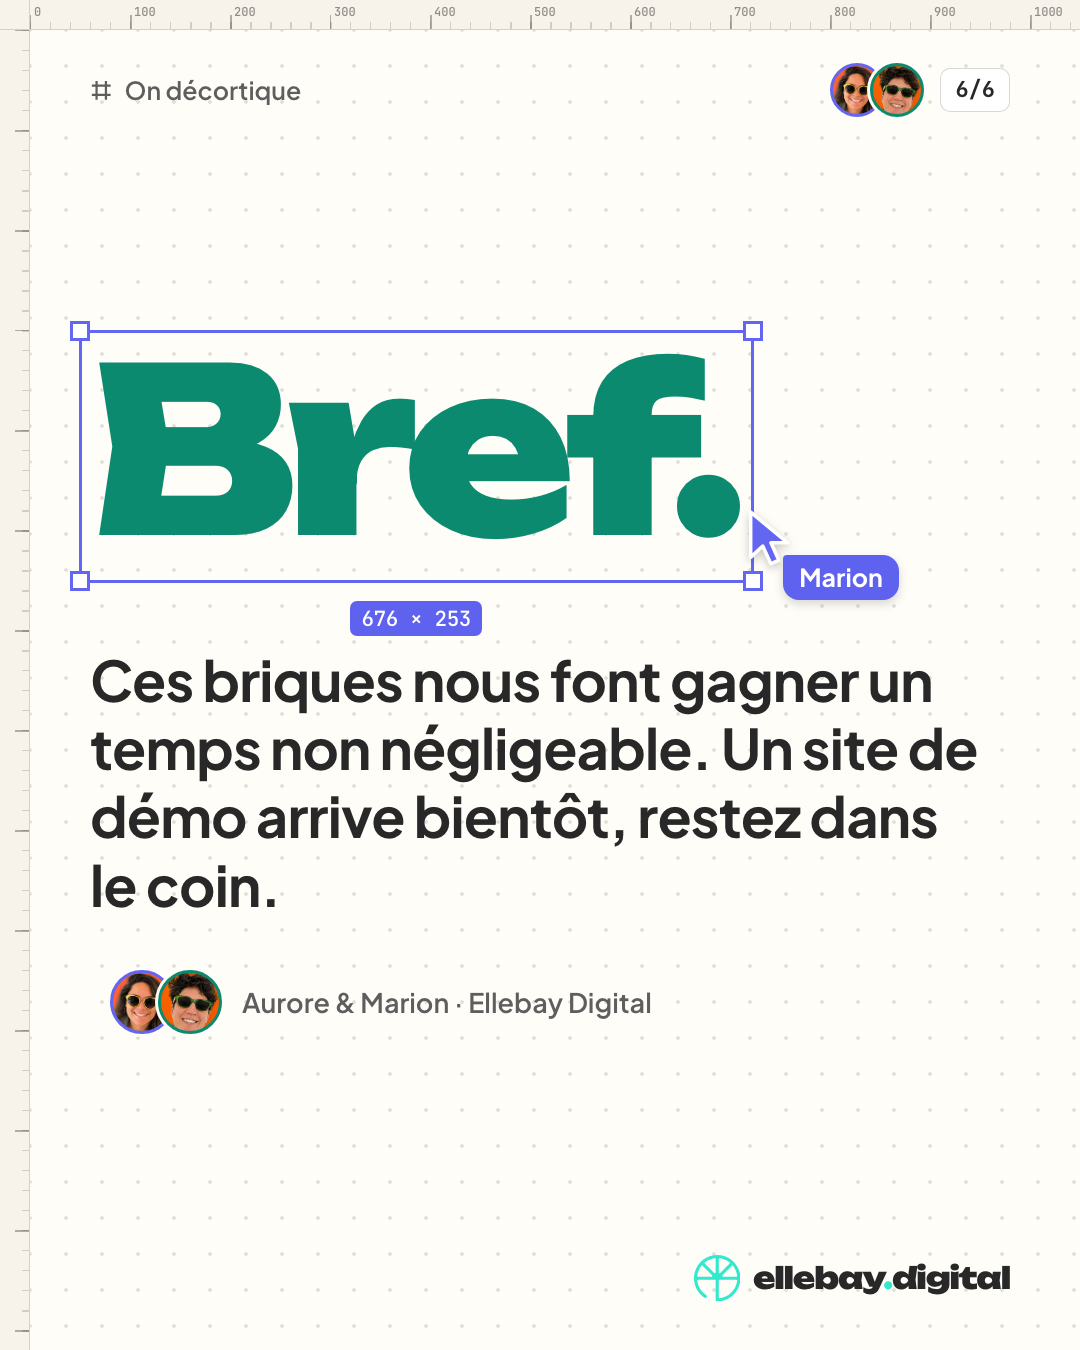 0 100 200 300 400 500 600 700 800 900 1000
# On décortique
6/6
Bref.
Marion
676 × 253
Ces briques nous font gagner un
temps non négligeable. Un site de
démo arrive bientôt, restez dans
le coin.
Aurore & Marion · Ellebay Digital
ellebay.digital